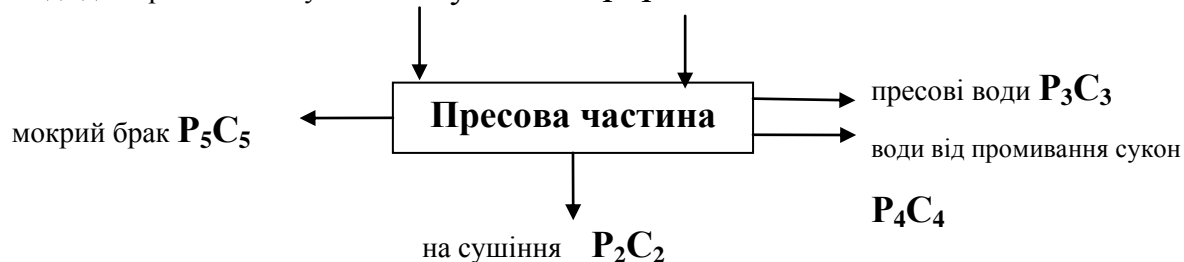 Пресова частина
пресові води P₃C₃
мокрий брак P₅C₅
води від промивання сукон
P₄C₄
на сушіння P₂C₂